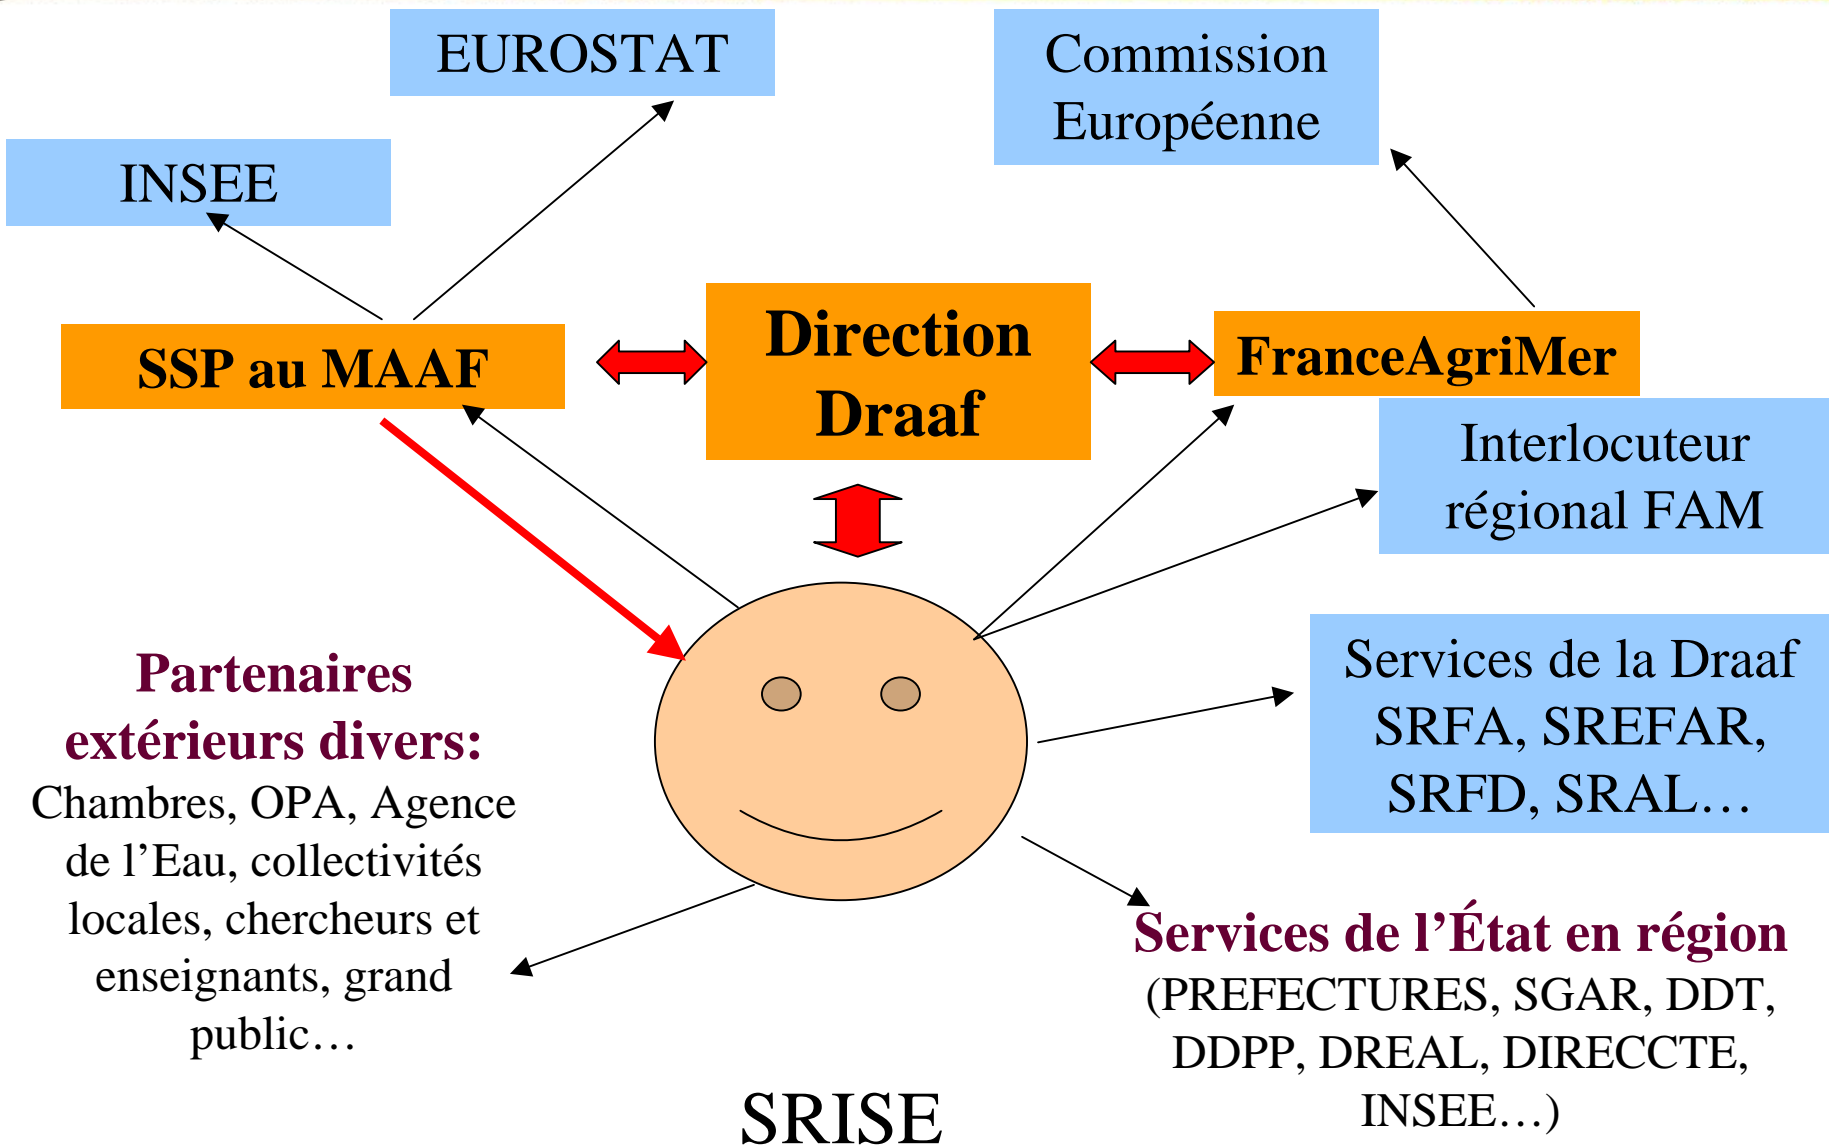 EUROSTAT
Commission
Européenne
INSEE
SSP au MAAF
Direction
Draaf
FranceAgriMer
Interlocuteur
régional FAM
Services de la Draaf
SRFA, SREFAR,
SRFD, SRAL…
Partenaires
extérieurs divers:
Chambres, OPA, Agence
de l’Eau, collectivités
locales, chercheurs et
enseignants, grand
public…
Services de l’État en région
(PREFECTURES, SGAR, DDT,
DDPP, DREAL, DIRECCTE,
INSEE…)
SRISE